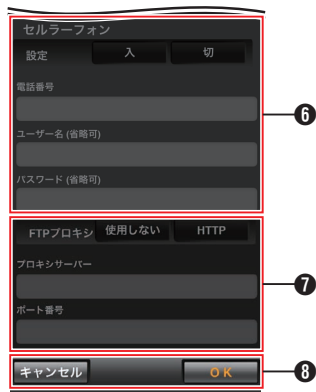 セルラーフォン
設定 入 切
電話番号
ユーザー名 (省略可)
パスワード (省略可)
❻
FTPプロキシ 使用しない HTTP
プロキシサーバー
ポート番号
❼
キャンセル OK
❽